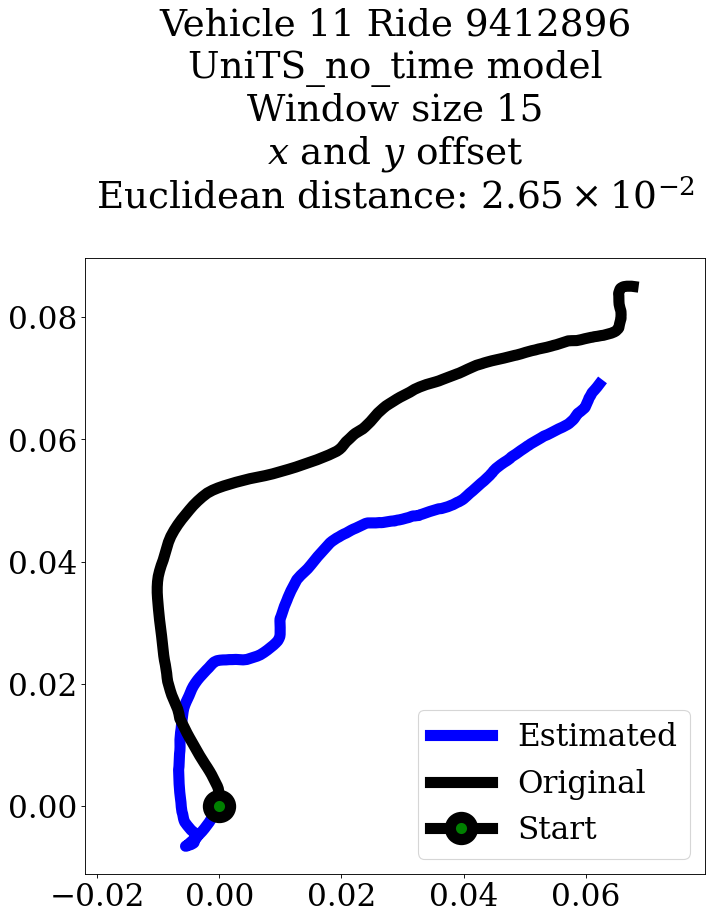 Vehicle 11 Ride 9412896
UniTS_no_time model
Window size 15
x and y offset
Euclidean distance: 2.65 × 10⁻²
0.08
0.06
0.04
0.02
0.00
Estimated
Original
Start
−0.02 0.00 0.02 0.04 0.06